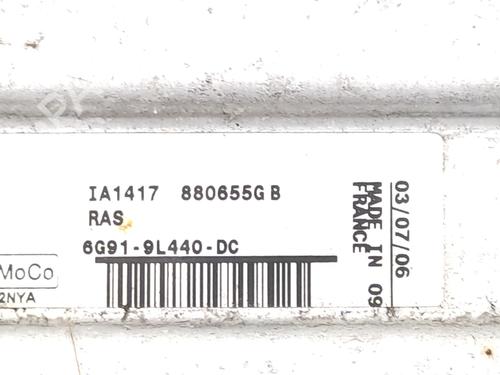 IA1417 880655G B
RAS
6G91-9L440-DC
MoCo
2NYA
MADE IN 09
FRANCE
03/07/06